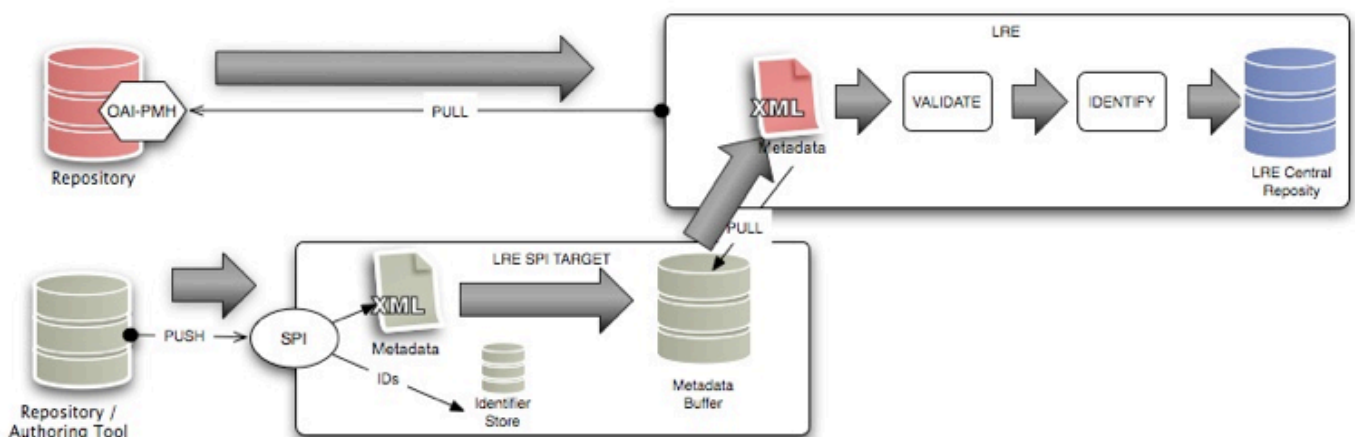 LRE
OAI-PMH
PULL
XML
Metadata
VALIDATE
IDENTIFY
Repository
LRE Central
Reposity
PULL
LRE SPI TARGET
XML
Metadata
PUSH
SPI
IDs
Identifier
Store
Metadata
Buffer
Repository /
Authoring Tool